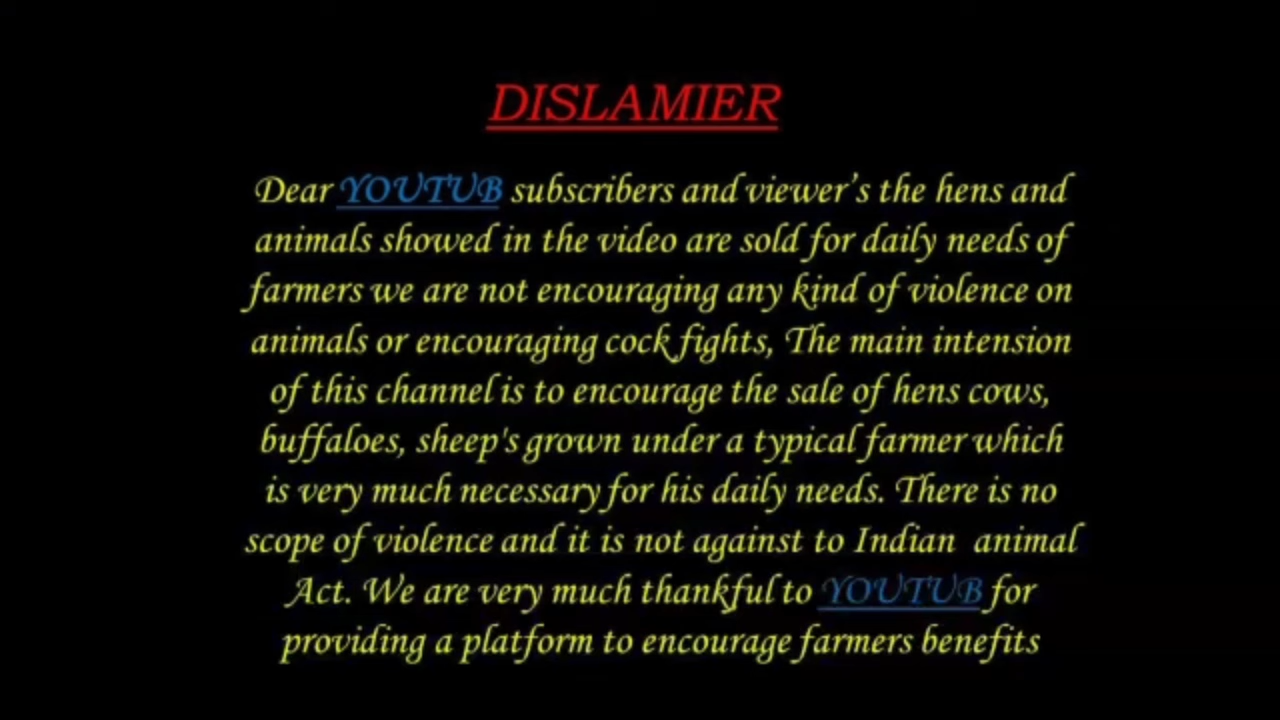 DISLAMIER
Dear YOUTUB subscribers and viewer's the hens and
animals showed in the video are sold for daily needs of
farmers we are not encouraging any kind of violence on
animals or encouraging cock fights, The main intension
of this channel is to encourage the sale of hens cows,
buffaloes, sheep's grown under a typical farmer which
is very much necessary for his daily needs. There is no
scope of violence and it is not against to Indian animal
Act. We are very much thankful to YOUTUB for
providing a platform to encourage farmers benefits